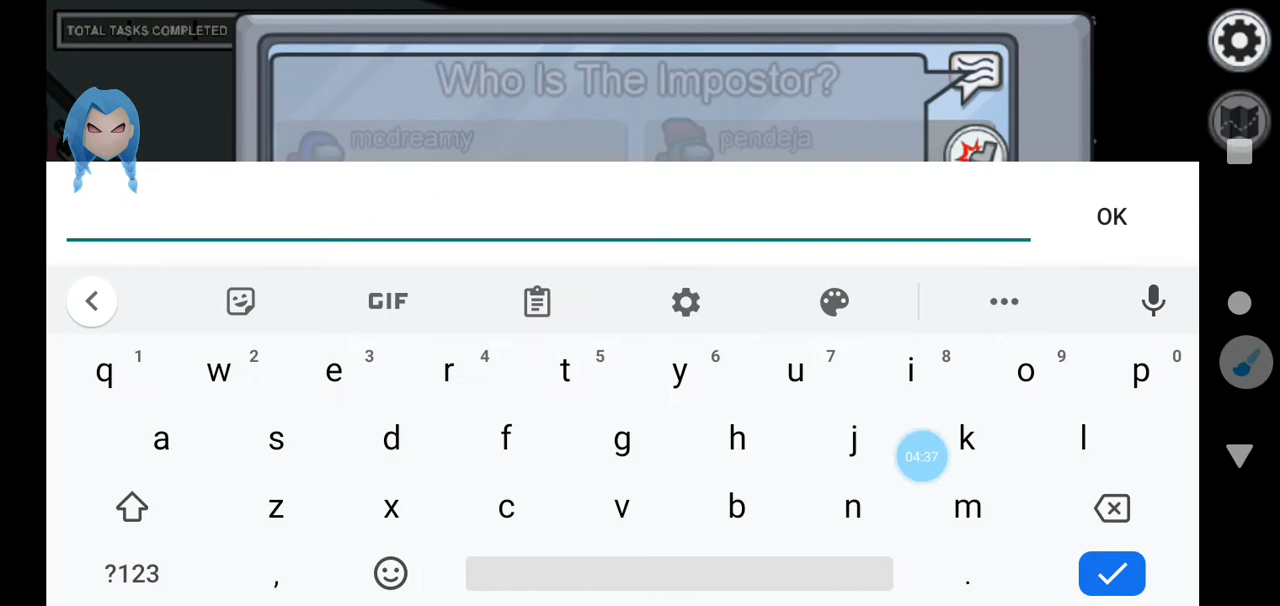 TOTAL TASKS COMPLETED
Who Is The Impostor?
mcdreamy pendeja
OK
GIF
q 1 w 2 e 3 r 4 t 5 y 6 u 7 i 8 o 9 p 0
a s d f g h j k l
04:37
z x c v b n m
?123 , .